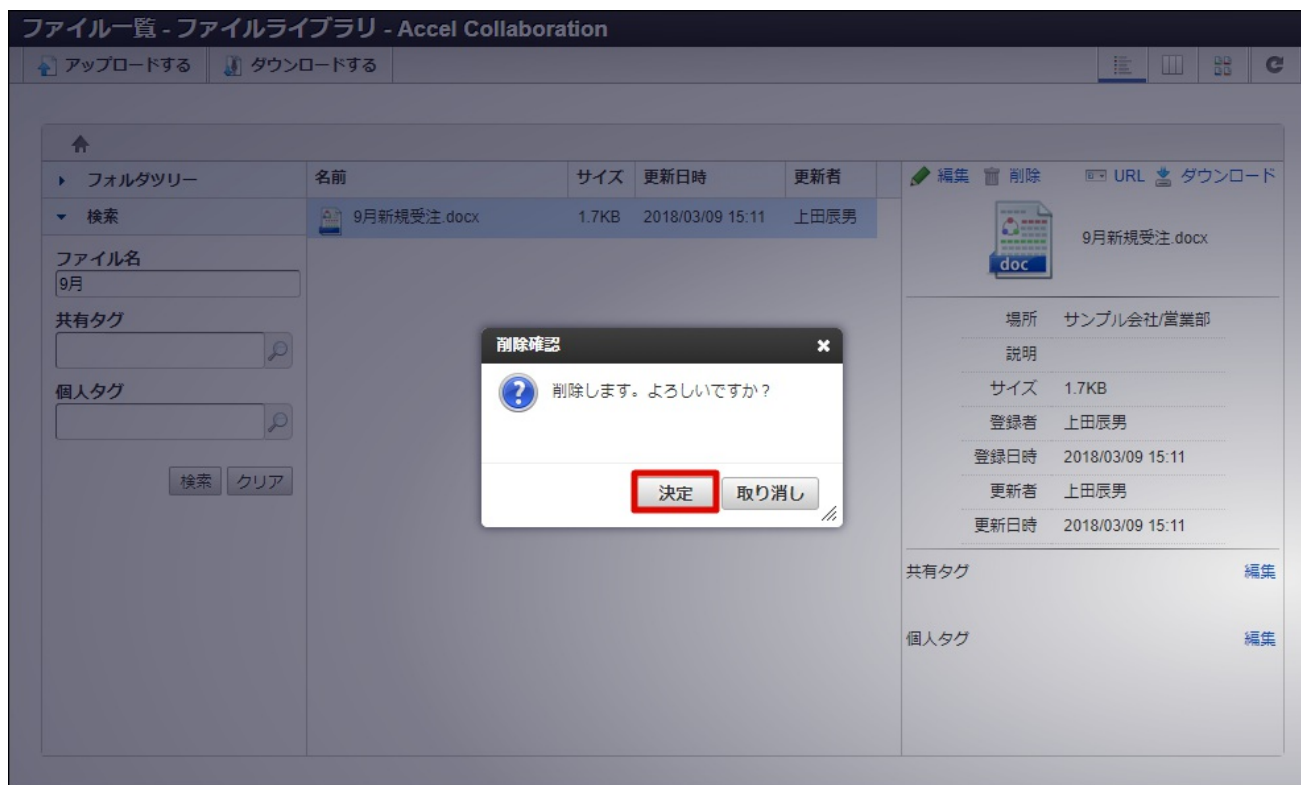 ファイル一覧 - ファイルライブラリ - Accel Collaboration
アップロードする ダウンロードする
フォルダツリー
検索
ファイル名
9月
共有タグ
個人タグ
検索 クリア
名前 サイズ 更新日時 更新者
9月新規受注.docx 1.7KB 2018/03/09 15:11 上田辰男
削除確認
削除します。よろしいですか?
決定 取り消し
編集 削除 URL ダウンロード
doc 9月新規受注.docx
場所 サンプル会社/営業部
説明
サイズ 1.7KB
登録者 上田辰男
登録日時 2018/03/09 15:11
更新者 上田辰男
更新日時 2018/03/09 15:11
共有タグ 編集
個人タグ 編集